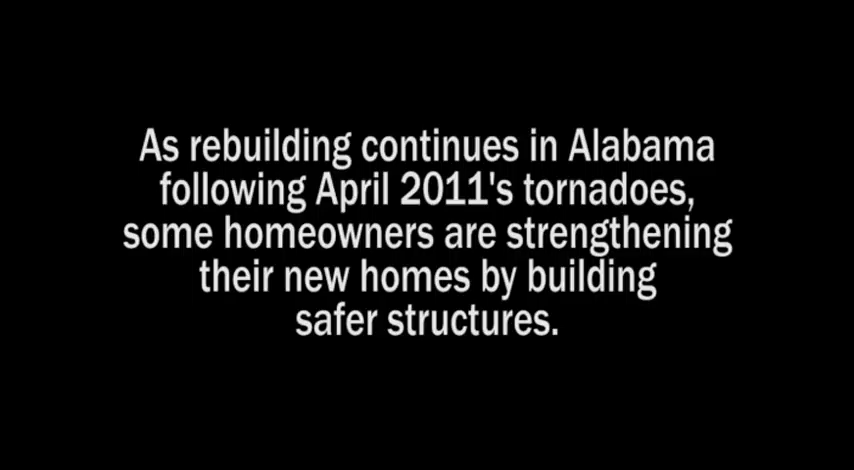 As rebuilding continues in Alabama
following April 2011's tornadoes,
some homeowners are strengthening
their new homes by building
safer structures.